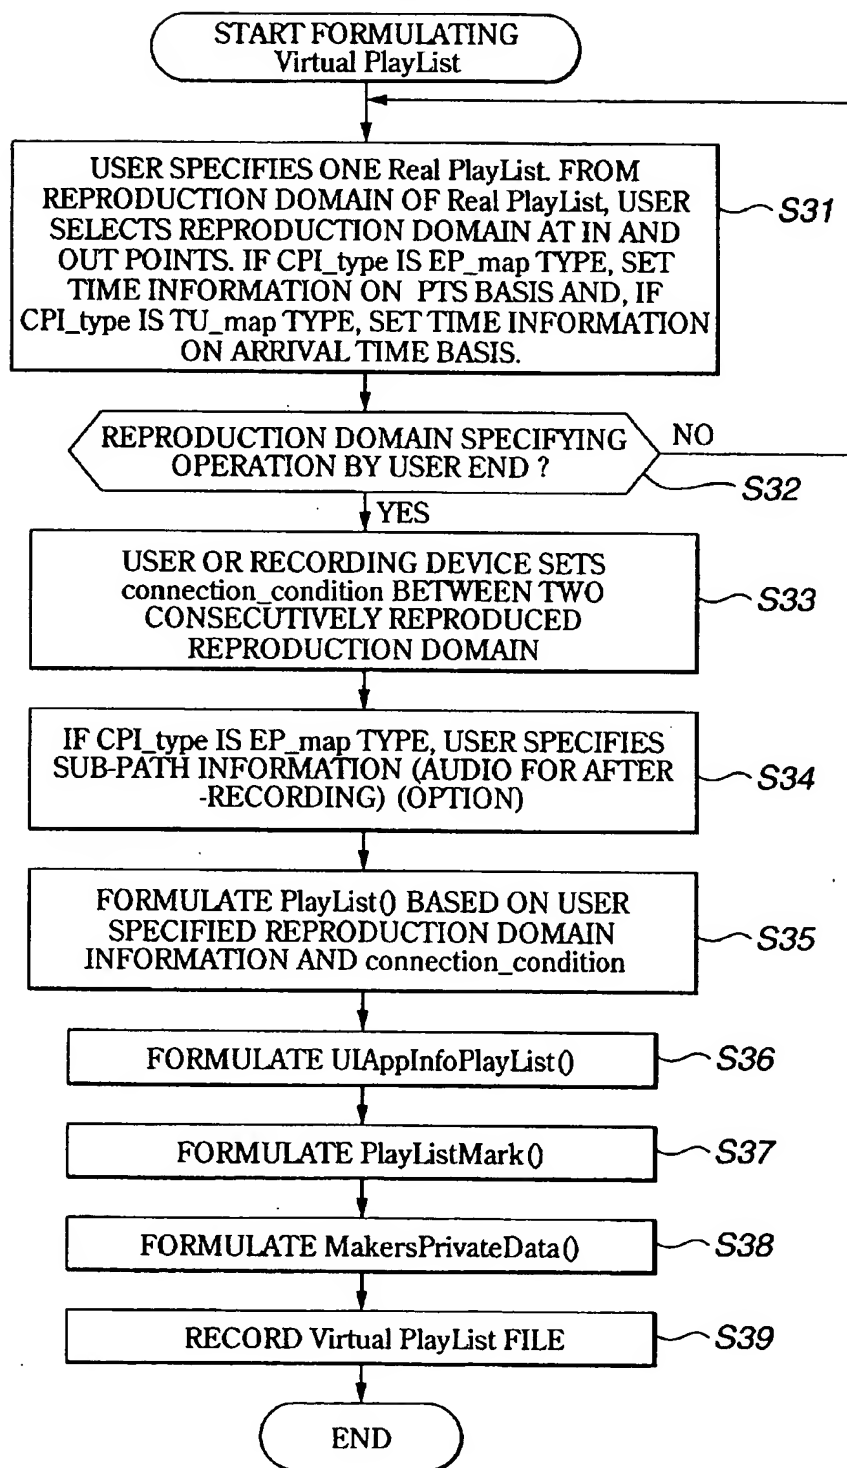 START FORMULATING
Virtual PlayList
USER SPECIFIES ONE Real PlayList. FROM
REPRODUCTION DOMAIN OF Real PlayList, USER
SELECTS REPRODUCTION DOMAIN AT IN AND
OUT POINTS. IF CPI_type IS EP_map TYPE, SET
TIME INFORMATION ON PTS BASIS AND, IF
CPI_type IS TU_map TYPE, SET TIME INFORMATION
ON ARRIVAL TIME BASIS.
S31
REPRODUCTION DOMAIN SPECIFYING
OPERATION BY USER END ?
NO
S32
YES
USER OR RECORDING DEVICE SETS
connection_condition BETWEEN TWO
CONSECUTIVELY REPRODUCED
REPRODUCTION DOMAIN
S33
IF CPI_type IS EP_map TYPE, USER SPECIFIES
SUB-PATH INFORMATION (AUDIO FOR AFTER
-RECORDING) (OPTION)
S34
FORMULATE PlayList() BASED ON USER
SPECIFIED REPRODUCTION DOMAIN
INFORMATION AND connection_condition
S35
FORMULATE UIAppInfoPlayList()
S36
FORMULATE PlayListMark()
S37
FORMULATE MakersPrivateData()
S38
RECORD Virtual PlayList FILE
S39
END